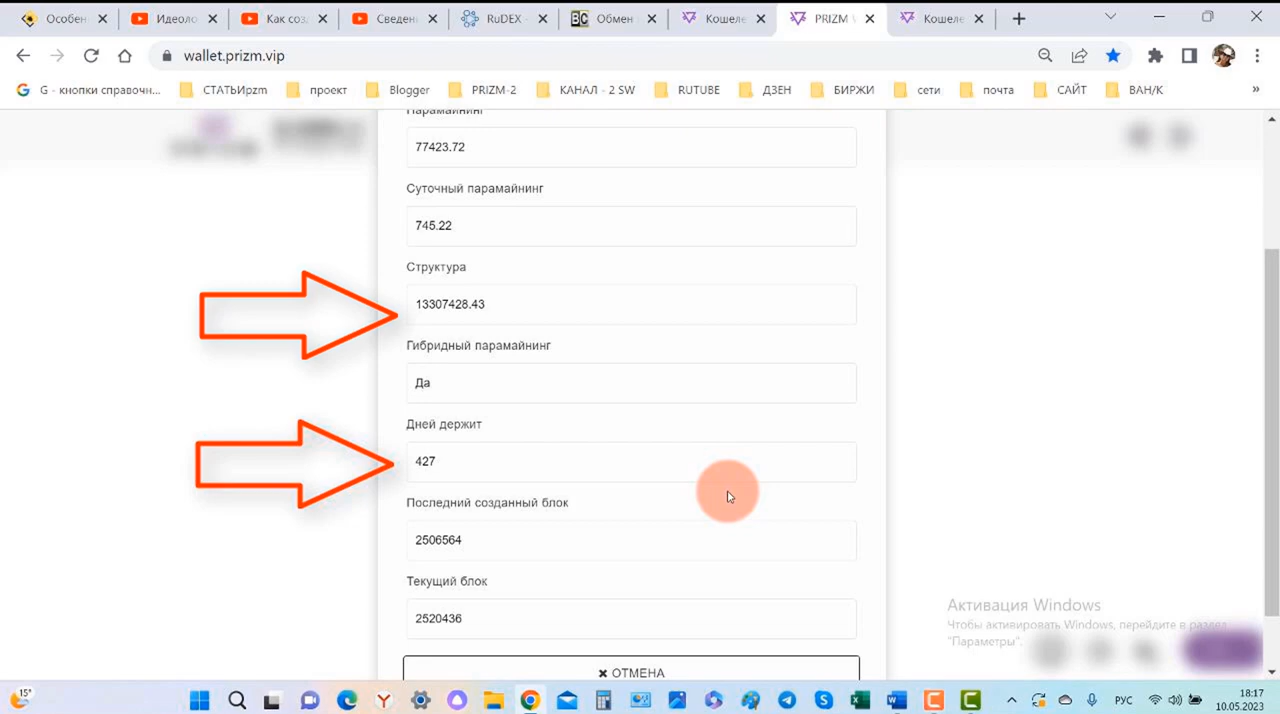 Особен
Идеоло
Как соз
Сведен
RuDEX -
BC Обмен
Кошеле
PRIZM
Кошеле
wallet.prizm.vip
G - кнопки справочн...
СТАТЬИpzm
проект
Blogger
PRIZM-2
КАНАЛ - 2 SW
RUTUBE
ДЗЕН
БИРЖИ
сети
почта
САЙТ
ВАН/К
Парамайнинг
77423.72
Суточный парамайнинг
745.22
Структура
13307428.43
Гибридный парамайнинг
Да
Дней держит
427
Последний созданный блок
2506564
Текущий блок
2520436
ОТМЕНА
Активация Windows
Чтобы активировать Windows, перейдите в раздел
"Параметры".
15°
РУС
18:17
10.05.2023